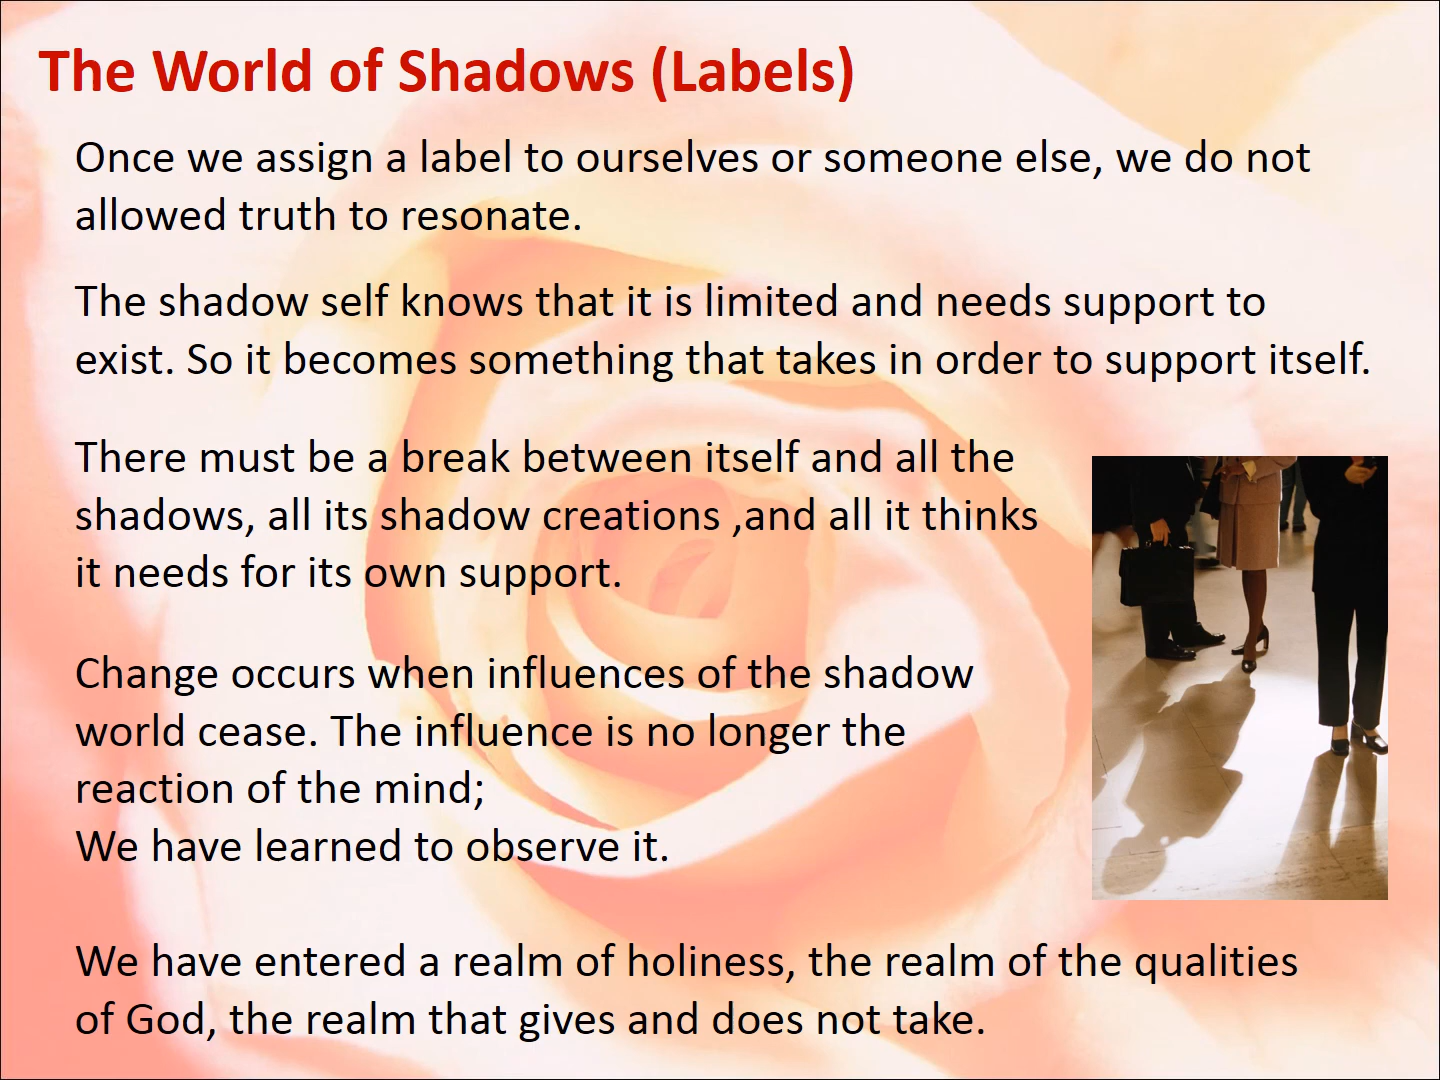 The World of Shadows (Labels)
Once we assign a label to ourselves or someone else, we do not
allowed truth to resonate.
The shadow self knows that it is limited and needs support to
exist. So it becomes something that takes in order to support itself.
There must be a break between itself and all the
shadows, all its shadow creations ,and all it thinks
it needs for its own support.
Change occurs when influences of the shadow
world cease. The influence is no longer the
reaction of the mind;
We have learned to observe it.
We have entered a realm of holiness, the realm of the qualities
of God, the realm that gives and does not take.